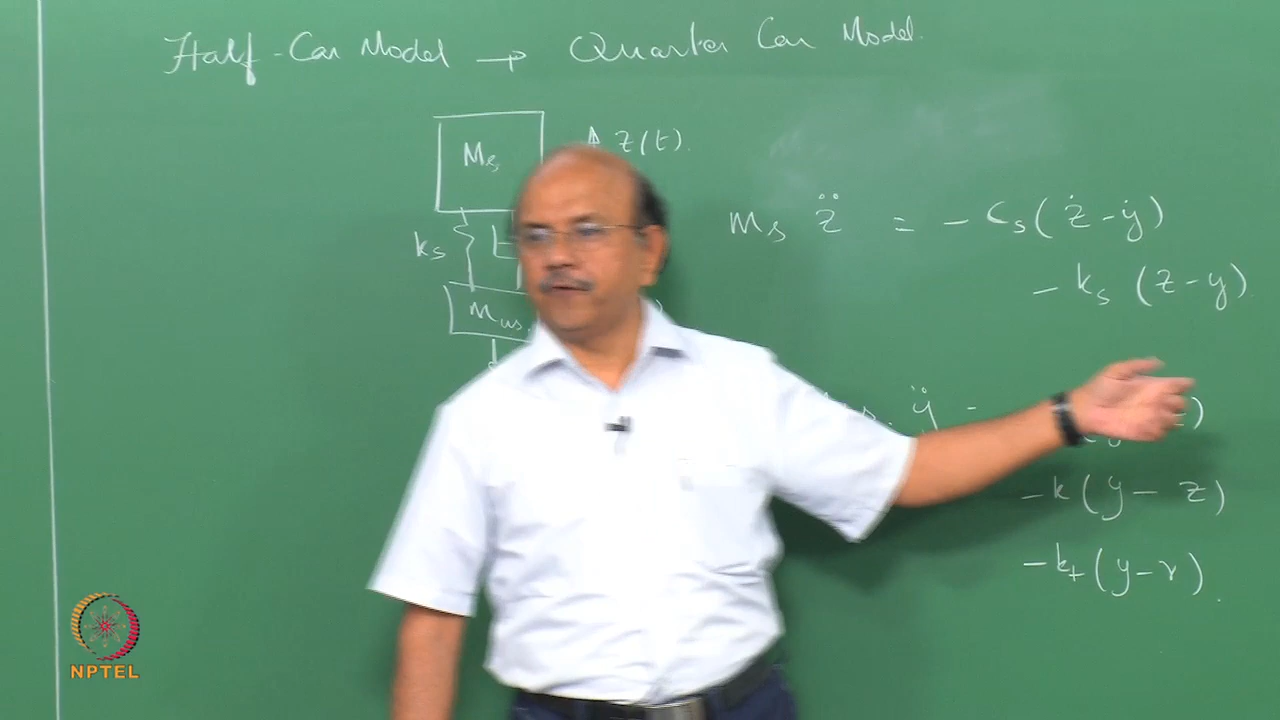 Half-Car Model → Quarter Car Model.
Ms
z(t).
ks
Mus
ms z̈ = - Cs(ż-ẏ)
- ks (z-y)
ÿ =
-k(y- z)
-kt(y-r)
NPTEL